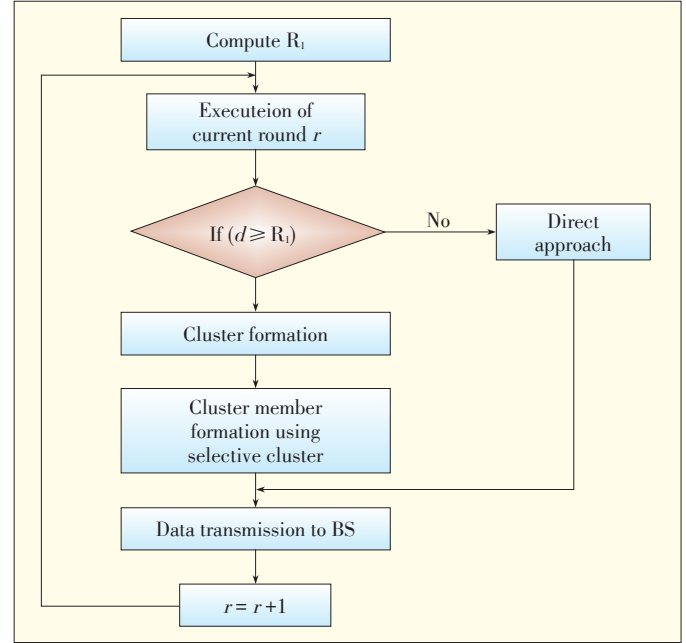 Compute R₁
Executeion of
current round r
If (d ≥ R₁)
No
Direct
approach
Cluster formation
Cluster member
formation using
selective cluster
Data transmission to BS
r = r +1